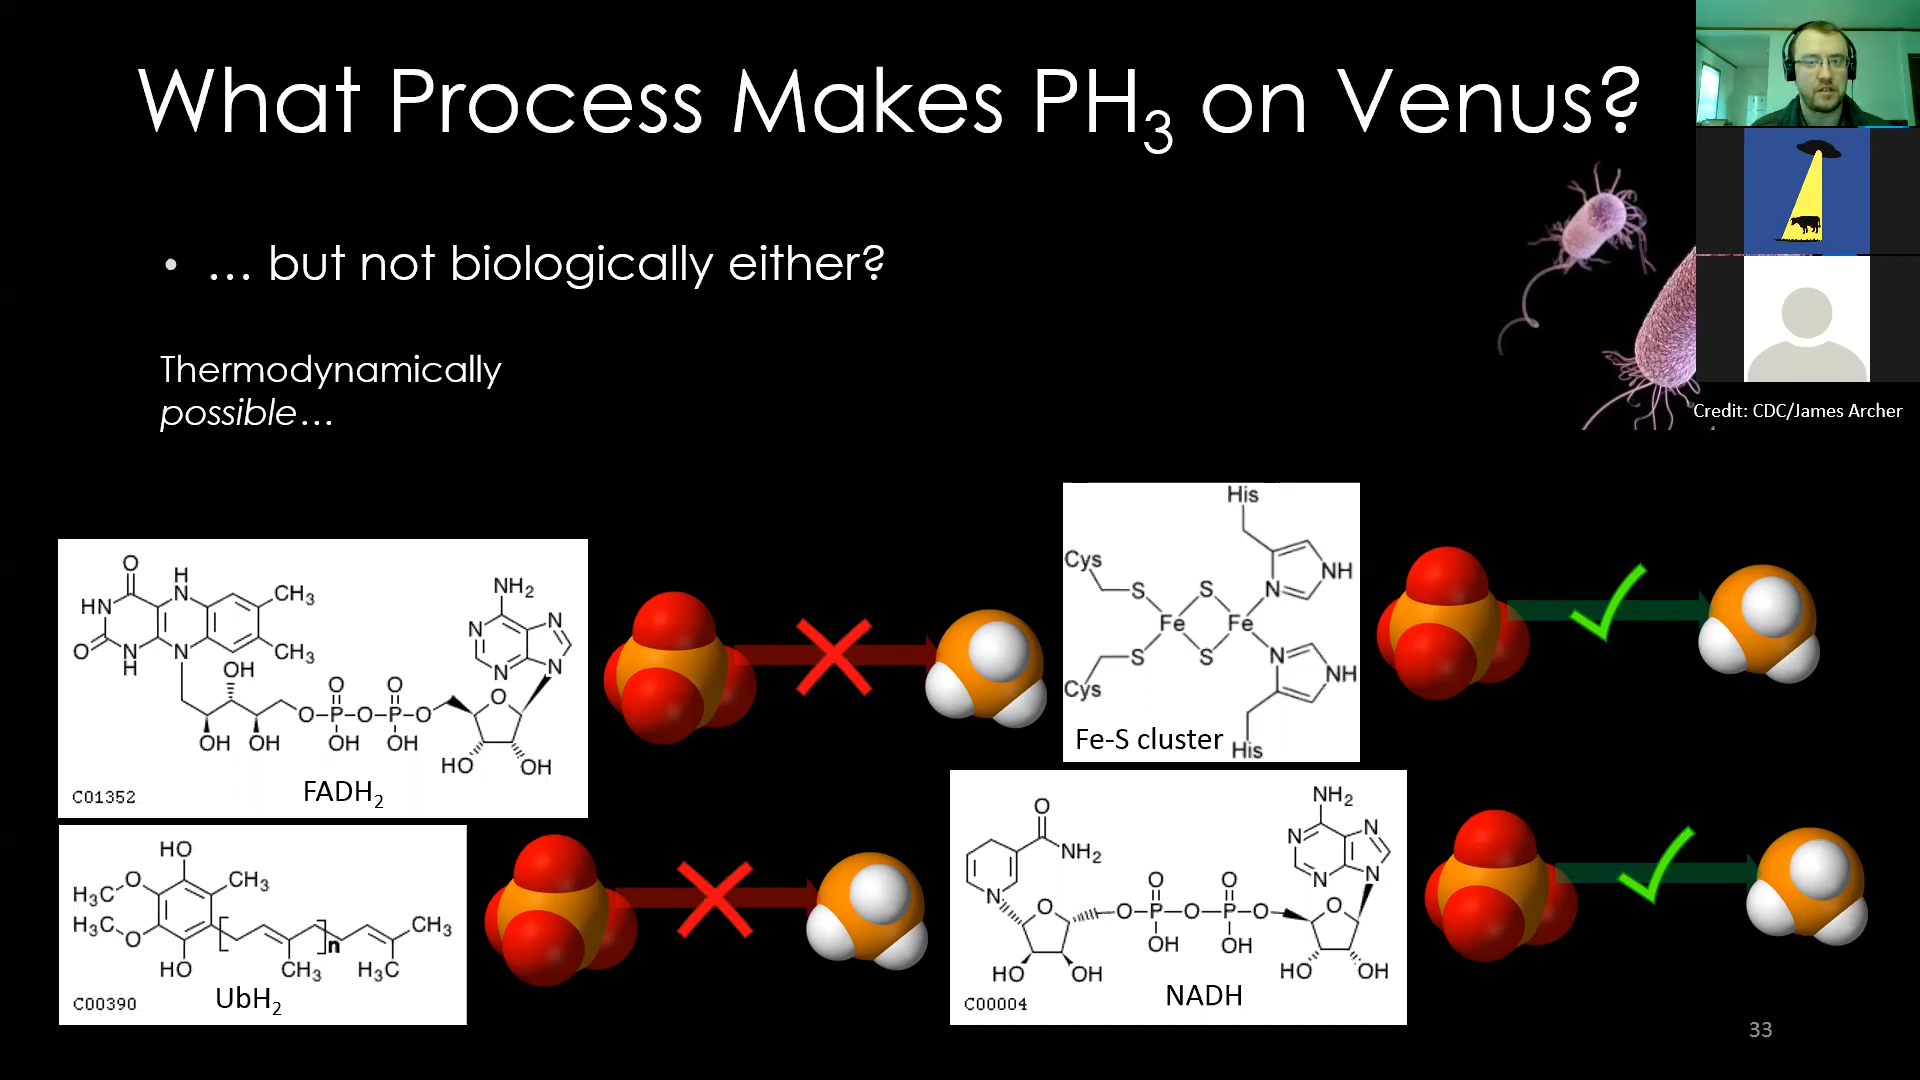 What Process Makes PH3 on Venus?
• … but not biologically either?
Thermodynamically
possible…
Credit: CDC/James Archer
O
H
N
CH3
HN
O
N
H
N
CH3
OH
OH
OH
O
O
O
P
O
P
O
OH
OH
NH2
N
N
N
N
O
HO
OH
C01352
FADH2
HO
H3C
O
CH3
H3C
O
HO
n
CH3
H3C
CH3
C00390
UbH2
His
Cys
S
S
N
NH
Fe
Fe
S
S
N
NH
Cys
His
Fe-S cluster
O
NH2
N
O
HO
OH
O
O
O
P
O
P
O
OH
OH
NH2
N
N
N
N
O
HO
OH
C00004
NADH
33